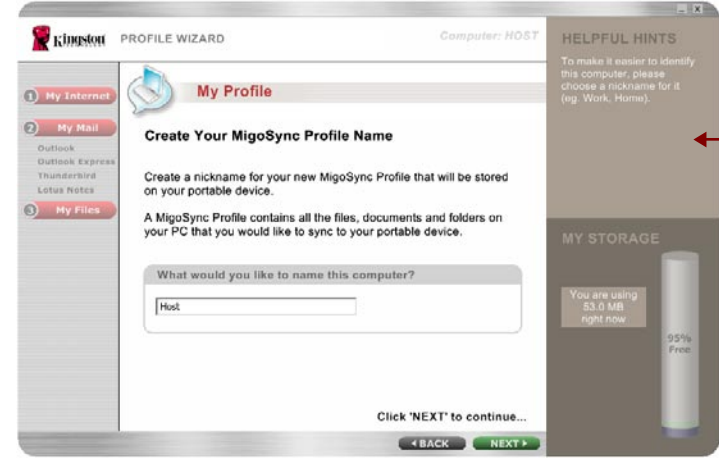 Kingston
TECHNOLOGY
PROFILE WIZARD
Computer: HOST
1 My Internet
2 My Mail
Outlook
Outlook Express
Thunderbird
Lotus Notes
3 My Files
My Profile
Create Your MigoSync Profile Name
Create a nickname for your new MigoSync Profile that will be stored
on your portable device.
A MigoSync Profile contains all the files, documents and folders on
your PC that you would like to sync to your portable device.
What would you like to name this computer?
Host
Click 'NEXT' to continue...
BACK
NEXT
HELPFUL HINTS
To make it easier to identify
this computer, please
choose a nickname for it
(eg. Work, Home).
MY STORAGE
You are using
53.0 MB
right now
95%
Free